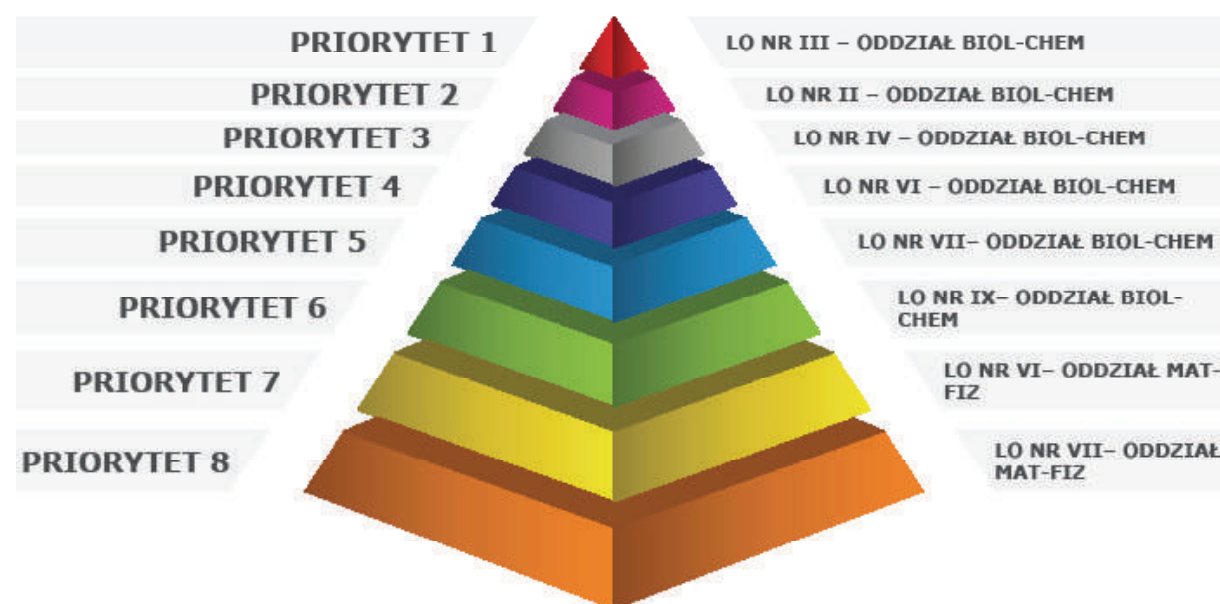 PRIORYTET 1
LO NR III – ODDZIAŁ BIOL-CHEM
PRIORYTET 2
LO NR II – ODDZIAŁ BIOL-CHEM
PRIORYTET 3
LO NR IV – ODDZIAŁ BIOL-CHEM
PRIORYTET 4
LO NR VI – ODDZIAŁ BIOL-CHEM
PRIORYTET 5
LO NR VII– ODDZIAŁ BIOL-CHEM
PRIORYTET 6
LO NR IX– ODDZIAŁ BIOL-
CHEM
PRIORYTET 7
LO NR VI– ODDZIAŁ MAT-
FIZ
PRIORYTET 8
LO NR VII– ODDZIAŁ
MAT-FIZ